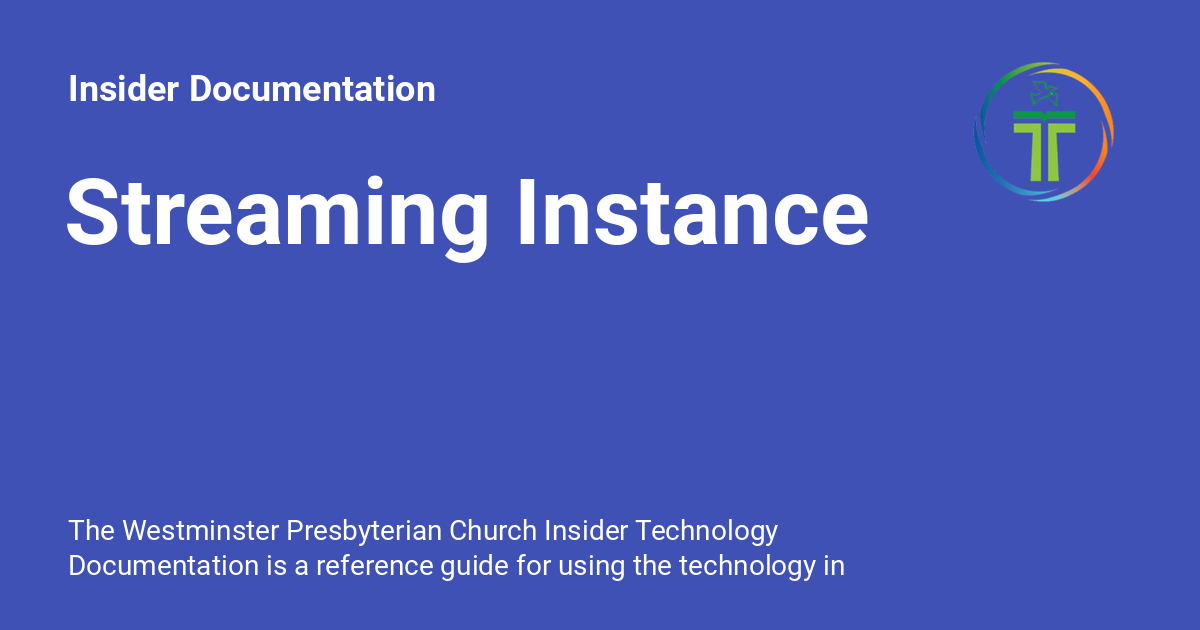 Insider Documentation
Streaming Instance
The Westminster Presbyterian Church Insider Technology
Documentation is a reference guide for using the technology in